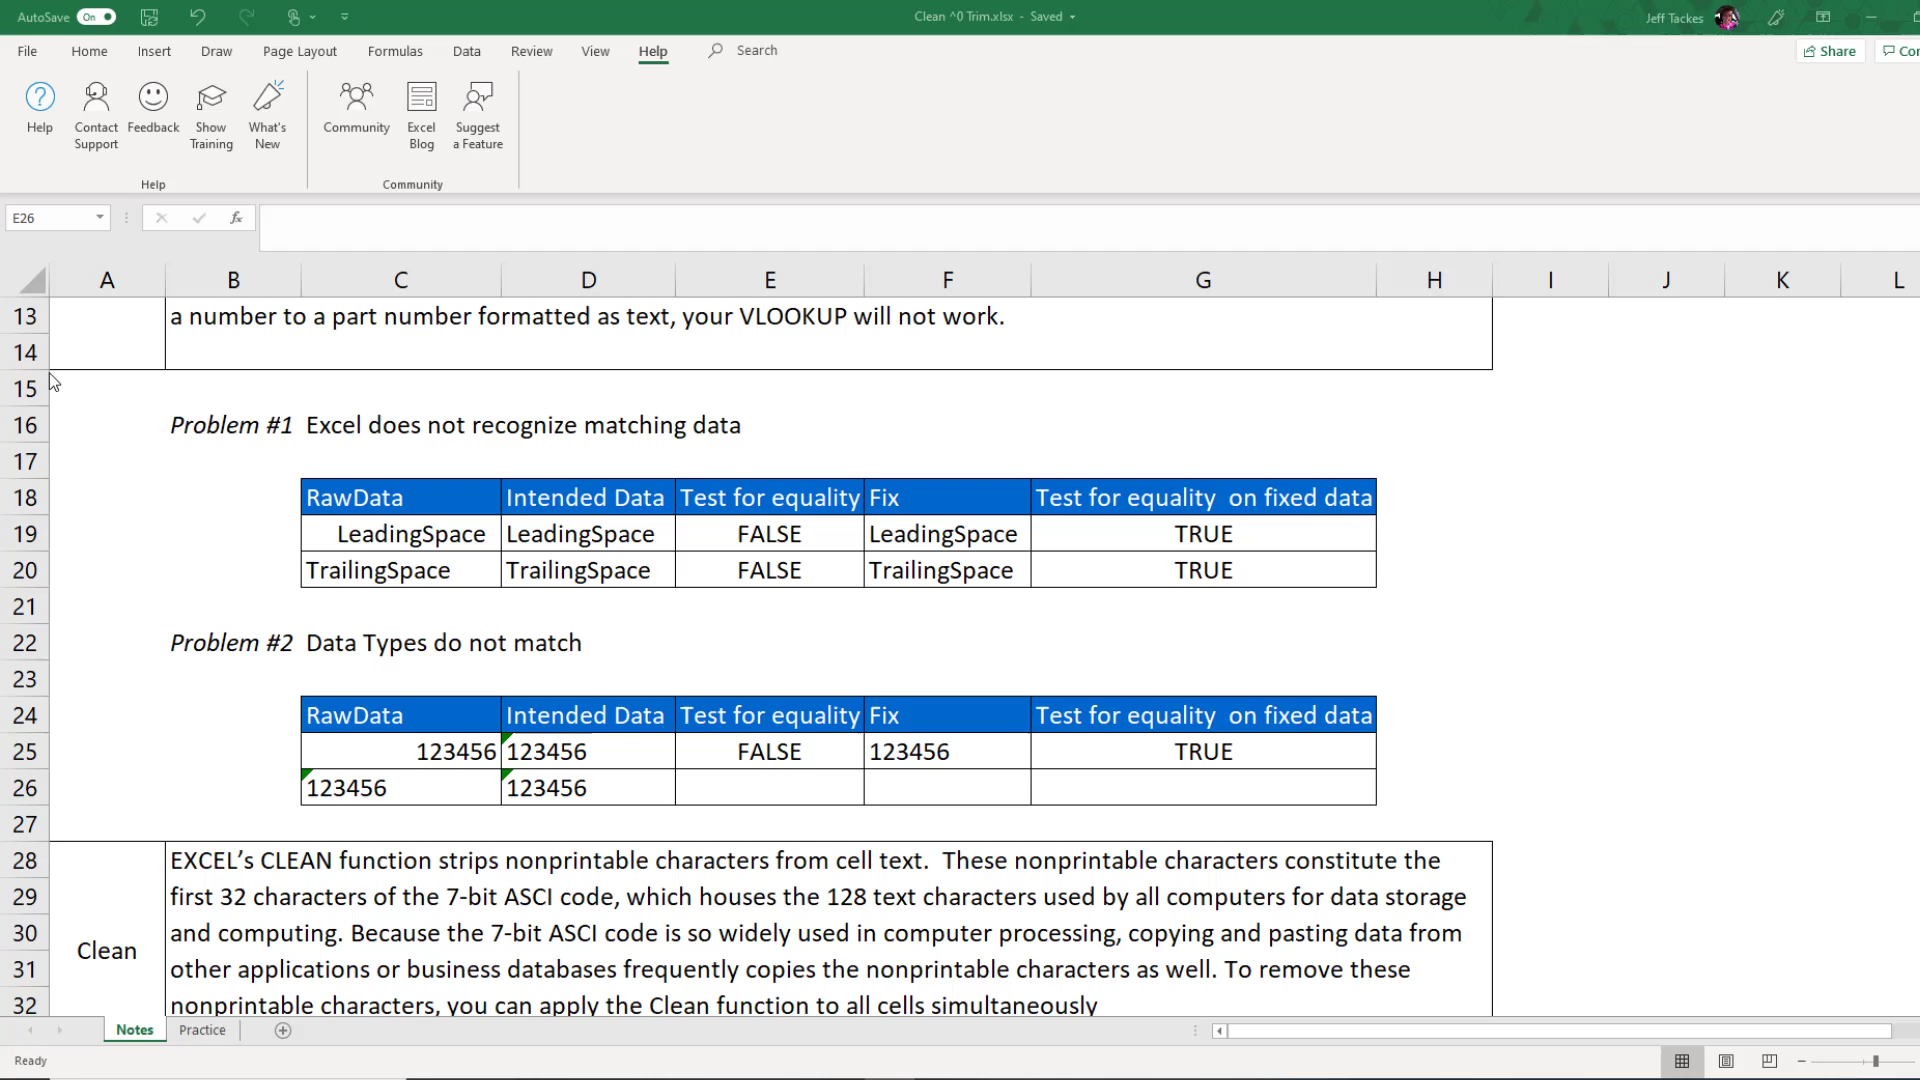 AutoSave On Clean ^0 Trim.xlsx - Saved Jeff Tackes
File Home Insert Draw Page Layout Formulas Data Review View Help Search Share
Help Contact Support Feedback Show Training What's New Community Excel Blog Suggest a Feature
Help Community
E26 fx
A B C D E F G H I J K L
13 a number to a part number formatted as text, your VLOOKUP will not work.
14
15
16 Problem #1 Excel does not recognize matching data
17
18 RawData Intended Data Test for equality Fix Test for equality on fixed data
19 LeadingSpace LeadingSpace FALSE LeadingSpace TRUE
20 TrailingSpace TrailingSpace FALSE TrailingSpace TRUE
21
22 Problem #2 Data Types do not match
23
24 RawData Intended Data Test for equality Fix Test for equality on fixed data
25 123456 123456 FALSE 123456 TRUE
26 123456 123456
27
28 EXCEL’s CLEAN function strips nonprintable characters from cell text. These nonprintable characters constitute the
29 first 32 characters of the 7-bit ASCI code, which houses the 128 text characters used by all computers for data storage
30 and computing. Because the 7-bit ASCI code is so widely used in computer processing, copying and pasting data from
Clean
31 other applications or business databases frequently copies the nonprintable characters as well. To remove these
32 nonprintable characters, you can apply the Clean function to all cells simultaneously
Notes Practice
Ready